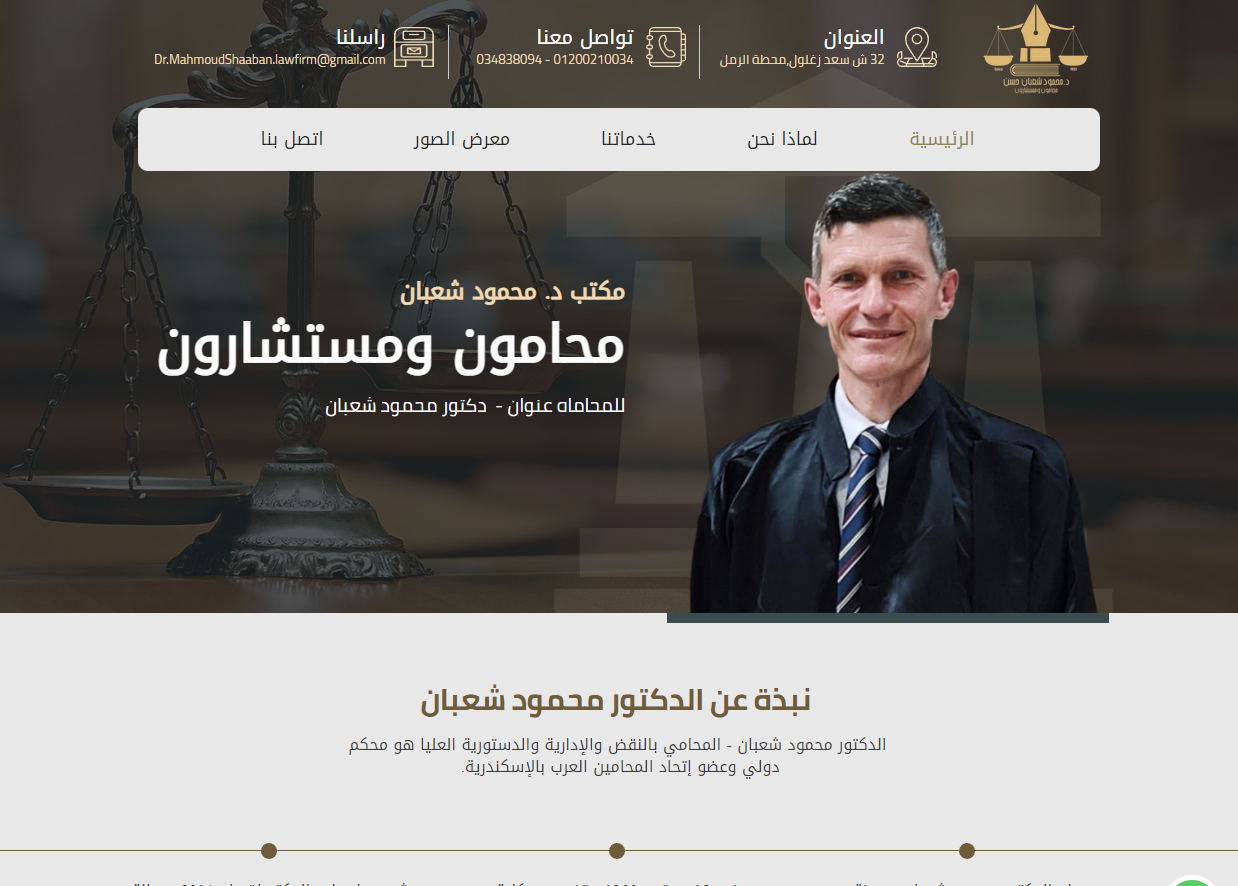 العنوان
32 ش سعد زغلول,محطة الرمل
تواصل معنا
034838094 - 01200210034
راسلنا
Dr.MahmoudShaaban.lawfirm@gmail.com
د.محمود شعبان حسن
محامون ومستشارون
الرئيسية
لماذا نحن
خدماتنا
معرض الصور
اتصل بنا
مكتب د. محمود شعبان
محامون ومستشارون
للمحاماه عنوان - دكتور محمود شعبان
نبذة عن الدكتور محمود شعبان
الدكتور محمود شعبان - المحامي بالنقض والإدارية والدستورية العليا هو محكم
دولي وعضو إتحاد المحامين العرب بالإسكندرية.